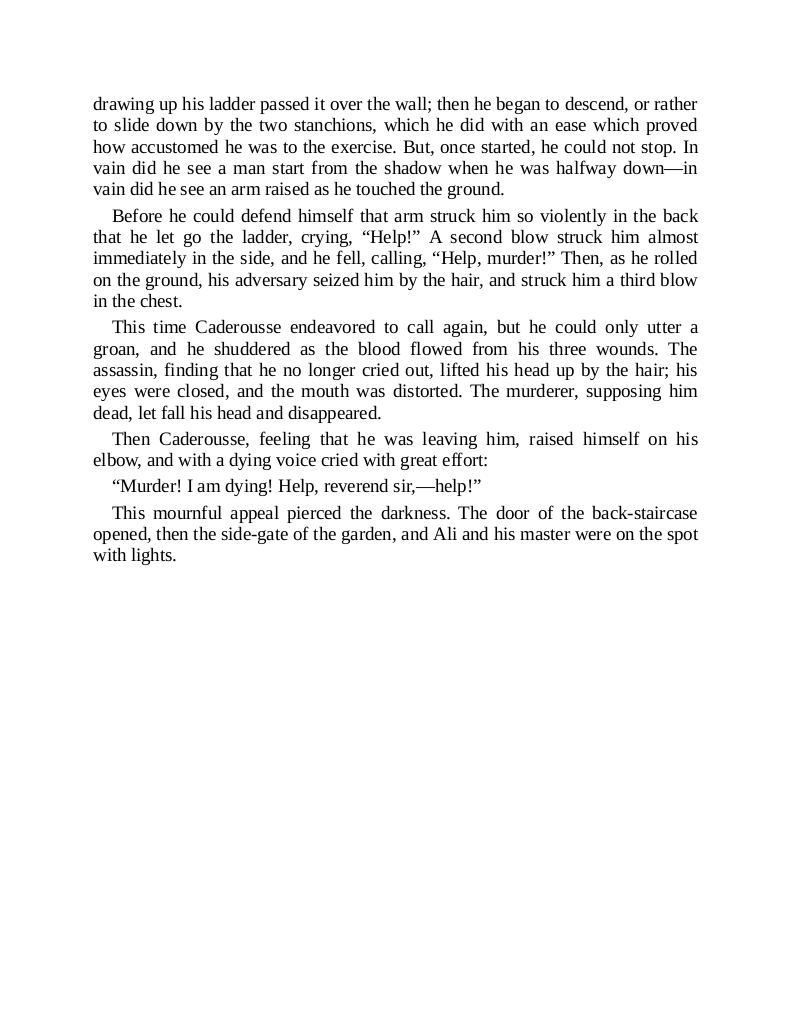 drawing up his ladder passed it over the wall; then he began to descend, or rather
to slide down by the two stanchions, which he did with an ease which proved
how accustomed he was to the exercise. But, once started, he could not stop. In
vain did he see a man start from the shadow when he was halfway down—in
vain did he see an arm raised as he touched the ground.
Before he could defend himself that arm struck him so violently in the back
that he let go the ladder, crying, “Help!” A second blow struck him almost
immediately in the side, and he fell, calling, “Help, murder!” Then, as he rolled
on the ground, his adversary seized him by the hair, and struck him a third blow
in the chest.
This time Caderousse endeavored to call again, but he could only utter a
groan, and he shuddered as the blood flowed from his three wounds. The
assassin, finding that he no longer cried out, lifted his head up by the hair; his
eyes were closed, and the mouth was distorted. The murderer, supposing him
dead, let fall his head and disappeared.
Then Caderousse, feeling that he was leaving him, raised himself on his
elbow, and with a dying voice cried with great effort:
“Murder! I am dying! Help, reverend sir,—help!”
This mournful appeal pierced the darkness. The door of the back-staircase
opened, then the side-gate of the garden, and Ali and his master were on the spot
with lights.